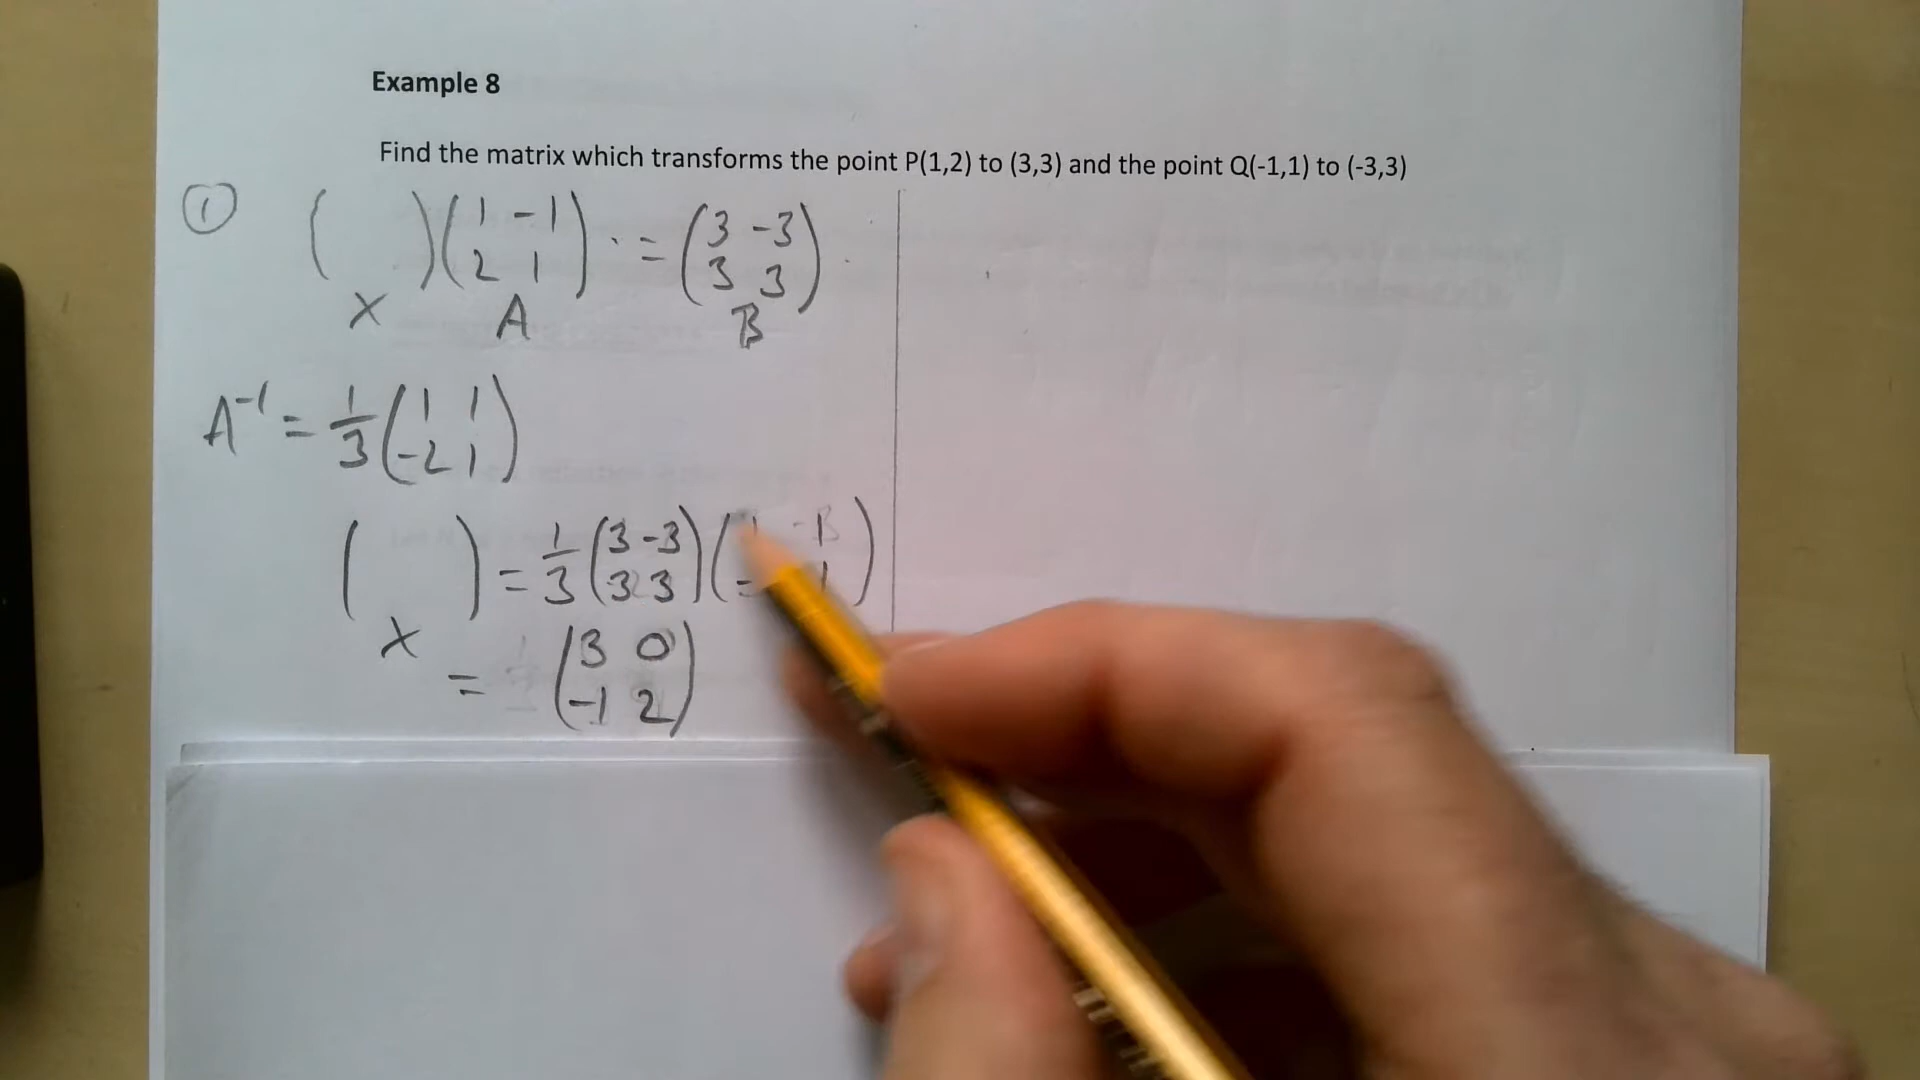 Example 8
Find the matrix which transforms the point P(1,2) to (3,3) and the point Q(-1,1) to (-3,3)
① ( ) (1 -1 = (3 -3
2 1) 3 3)
X A B
A⁻¹ = 1/3 (1 1
-2 1)
( ) = 1/3 (3 -3
3 3) ( 1)
X
= (3 0
-1 2)